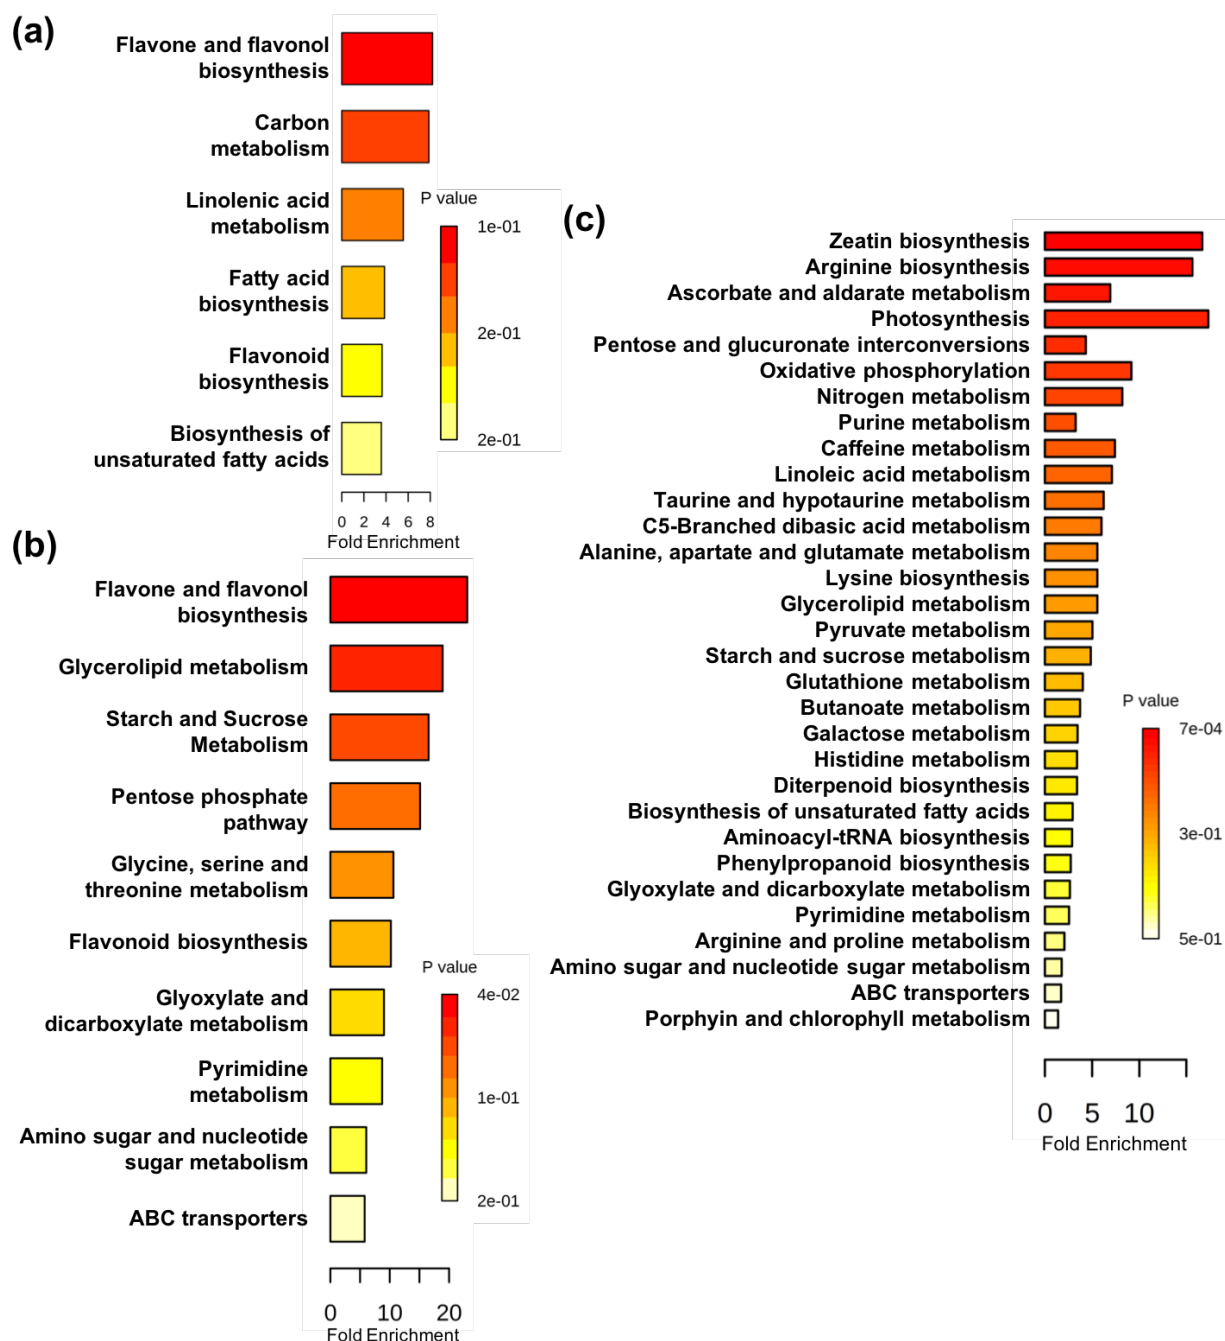 (a)
Flavone and flavonol
biosynthesis
Carbon
metabolism
Linolenic acid
metabolism
Fatty acid
biosynthesis
Flavonoid
biosynthesis
Biosynthesis of
unsaturated fatty acids
0 2 4 6 8
Fold Enrichment
P value
1e-01
2e-01
2e-01
(b)
Flavone and flavonol
biosynthesis
Glycerolipid metabolism
Starch and Sucrose
Metabolism
Pentose phosphate
pathway
Glycine, serine and
threonine metabolism
Flavonoid biosynthesis
Glyoxylate and
dicarboxylate metabolism
Pyrimidine
metabolism
Amino sugar and nucleotide
sugar metabolism
ABC transporters
0 10 20
Fold Enrichment
P value
4e-02
1e-01
2e-01
(c)
Zeatin biosynthesis
Arginine biosynthesis
Ascorbate and aldarate metabolism
Photosynthesis
Pentose and glucuronate interconversions
Oxidative phosphorylation
Nitrogen metabolism
Purine metabolism
Caffeine metabolism
Linoleic acid metabolism
Taurine and hypotaurine metabolism
C5-Branched dibasic acid metabolism
Alanine, apartate and glutamate metabolism
Lysine biosynthesis
Glycerolipid metabolism
Pyruvate metabolism
Starch and sucrose metabolism
Glutathione metabolism
Butanoate metabolism
Galactose metabolism
Histidine metabolism
Diterpenoid biosynthesis
Biosynthesis of unsaturated fatty acids
Aminoacyl-tRNA biosynthesis
Phenylpropanoid biosynthesis
Glyoxylate and dicarboxylate metabolism
Pyrimidine metabolism
Arginine and proline metabolism
Amino sugar and nucleotide sugar metabolism
ABC transporters
Porphyin and chlorophyll metabolism
0 5 10
Fold Enrichment
P value
7e-04
3e-01
5e-01